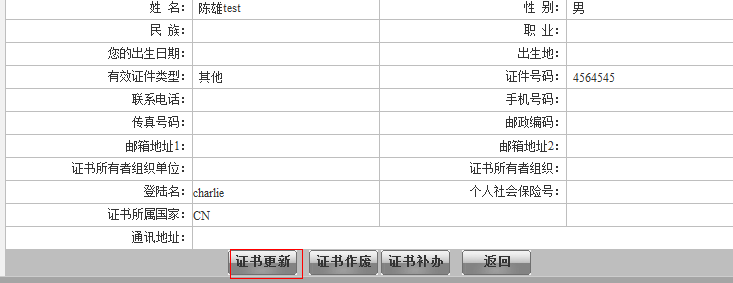 姓 名： 陈雄test 性 别： 男
民 族： 职 业：
您的出生日期： 出生地：
有效证件类型： 其他 证件号码： 4564545
联系电话： 手机号码：
传真号码： 邮政编码：
邮箱地址1： 邮箱地址2：
证书所有者组织单位： 证书所有者组织：
登陆名： charlie 个人社会保险号：
证书所属国家： CN
通讯地址：
证书更新 证书作废 证书补办 返回